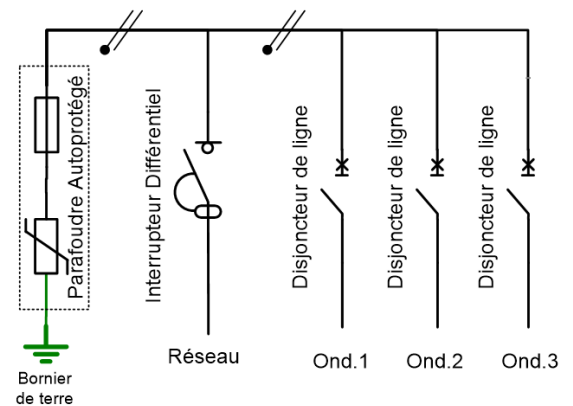 Parafoudre Autoprotégé
Interrupteur Différentiel
Disjoncteur de ligne
Disjoncteur de ligne
Disjoncteur de ligne
Réseau
Ond.1
Ond.2
Ond.3
Bornier
de terre